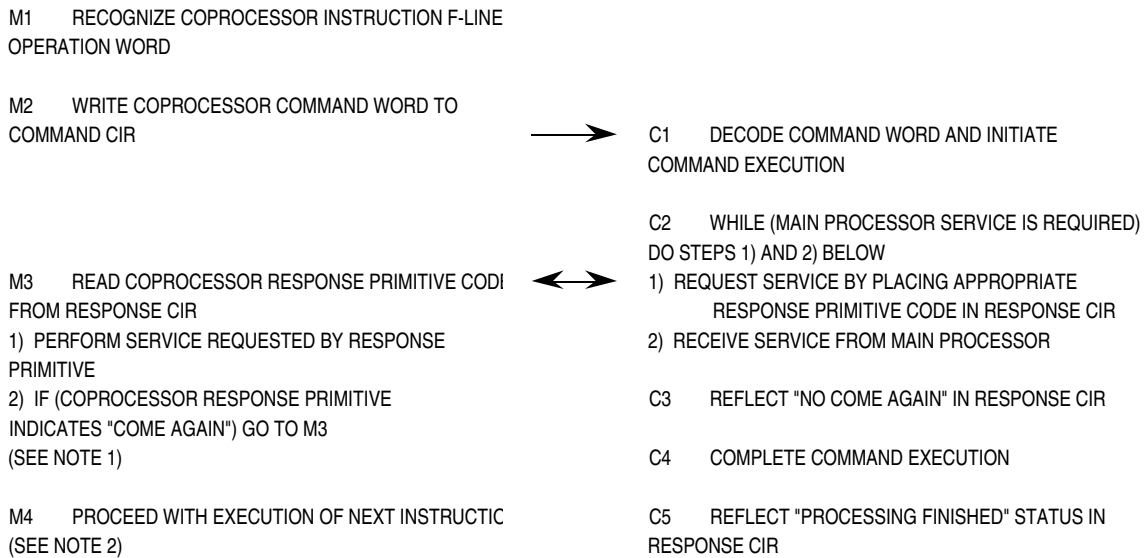 M1 RECOGNIZE COPROCESSOR INSTRUCTION F-LINE
OPERATION WORD
M2 WRITE COPROCESSOR COMMAND WORD TO
COMMAND CIR
M3 READ COPROCESSOR RESPONSE PRIMITIVE CODE
FROM RESPONSE CIR
1) PERFORM SERVICE REQUESTED BY RESPONSE
PRIMITIVE
2) IF (COPROCESSOR RESPONSE PRIMITIVE
INDICATES "COME AGAIN") GO TO M3
(SEE NOTE 1)
M4 PROCEED WITH EXECUTION OF NEXT INSTRUCTIO
(SEE NOTE 2)
C1 DECODE COMMAND WORD AND INITIATE
COMMAND EXECUTION
C2 WHILE (MAIN PROCESSOR SERVICE IS REQUIRED)
DO STEPS 1) AND 2) BELOW
1) REQUEST SERVICE BY PLACING APPROPRIATE
RESPONSE PRIMITIVE CODE IN RESPONSE CIR
2) RECEIVE SERVICE FROM MAIN PROCESSOR
C3 REFLECT "NO COME AGAIN" IN RESPONSE CIR
C4 COMPLETE COMMAND EXECUTION
C5 REFLECT "PROCESSING FINISHED" STATUS IN
RESPONSE CIR